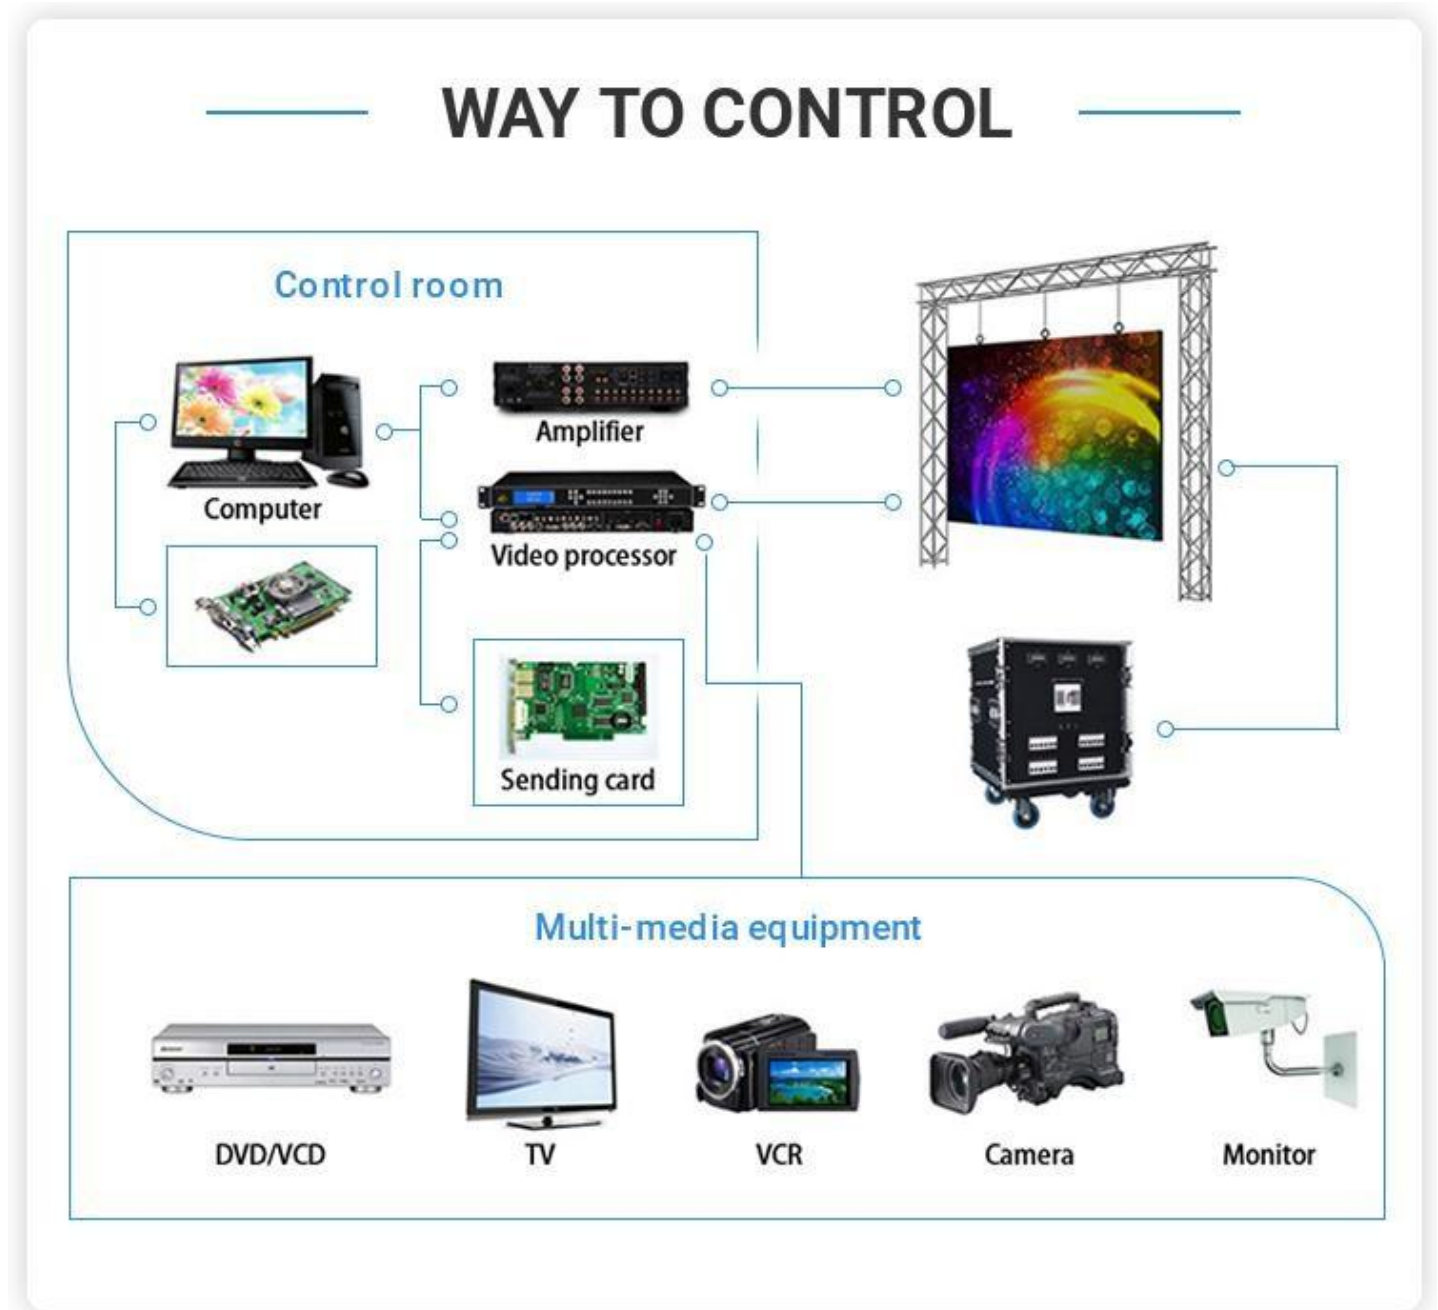 WAY TO CONTROL
Control room
Computer
Amplifier
Video processor
Sending card
Multi-media equipment
DVD/VCD
TV
VCR
Camera
Monitor